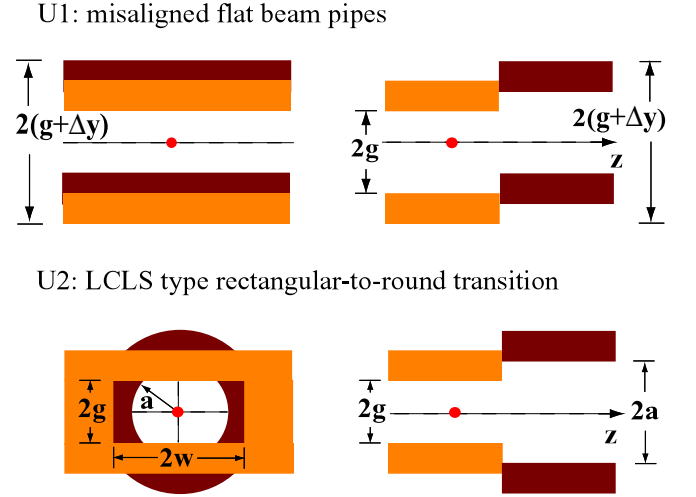 U1: misaligned flat beam pipes
2(g+Δy)
2g
2(g+Δy)
z
U2: LCLS type rectangular-to-round transition
2g
a
2w
2g
2a
z